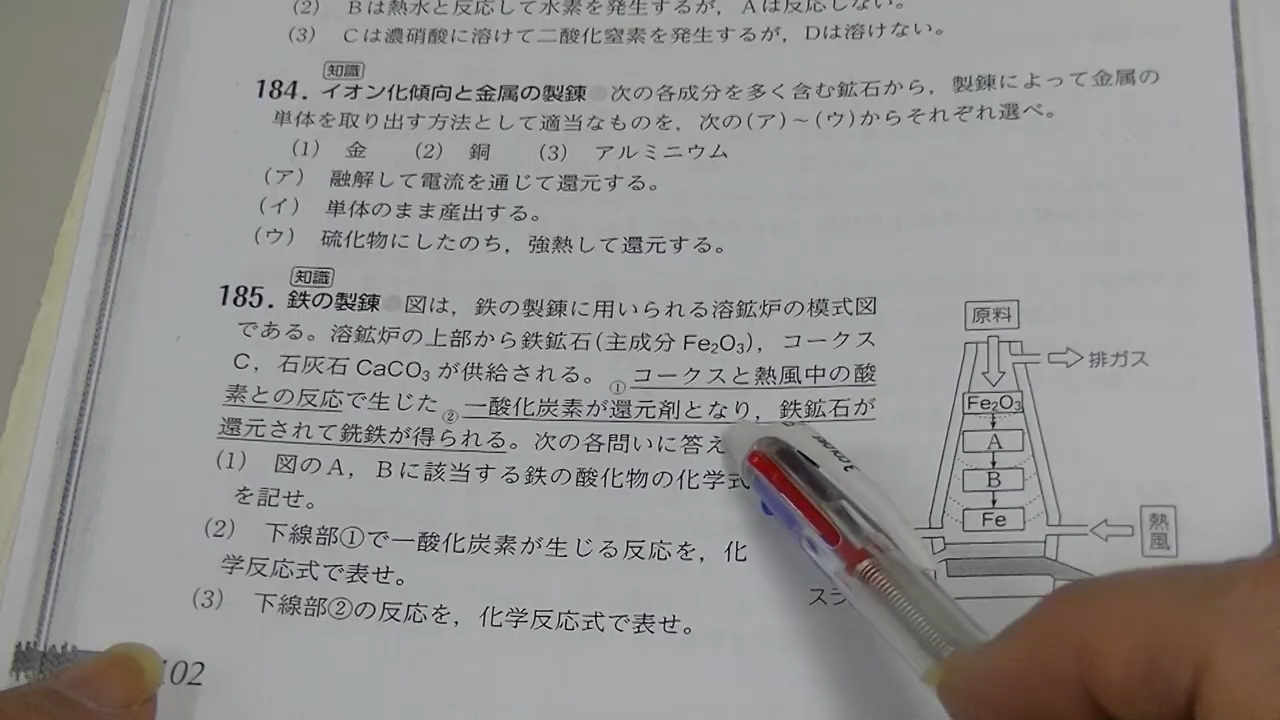 (2) Bは熱水と反応して水素を発生するが，Aは反応しない。
(3) Cは濃硝酸に溶けて二酸化窒素を発生するが，Dは溶けない。
知識
184. イオン化傾向と金属の製錬 次の各成分を多く含む鉱石から，製錬によって金属の
単体を取り出す方法として適当なものを，次の(ア)～(ウ)からそれぞれ選べ。
(1) 金 (2) 銅 (3) アルミニウム
(ア) 融解して電流を通じて還元する。
(イ) 単体のまま産出する。
(ウ) 硫化物にしたのち，強熱して還元する。
知識
185. 鉄の製錬 図は，鉄の製錬に用いられる溶鉱炉の模式図
である。溶鉱炉の上部から鉄鉱石(主成分 Fe₂O₃)，コークス
C，石灰石 CaCO₃ が供給される。①コークスと熱風中の酸
素との反応で生じた②一酸化炭素が還元剤となり，鉄鉱石が
還元されて銑鉄が得られる。次の各問いに答え
(1) 図のA，Bに該当する鉄の酸化物の化学式
を記せ。
(2) 下線部①で一酸化炭素が生じる反応を，化
学反応式で表せ。
(3) 下線部②の反応を，化学反応式で表せ。
原料
排ガス
Fe₂O₃
A
B
Fe
熱風
スラ
102